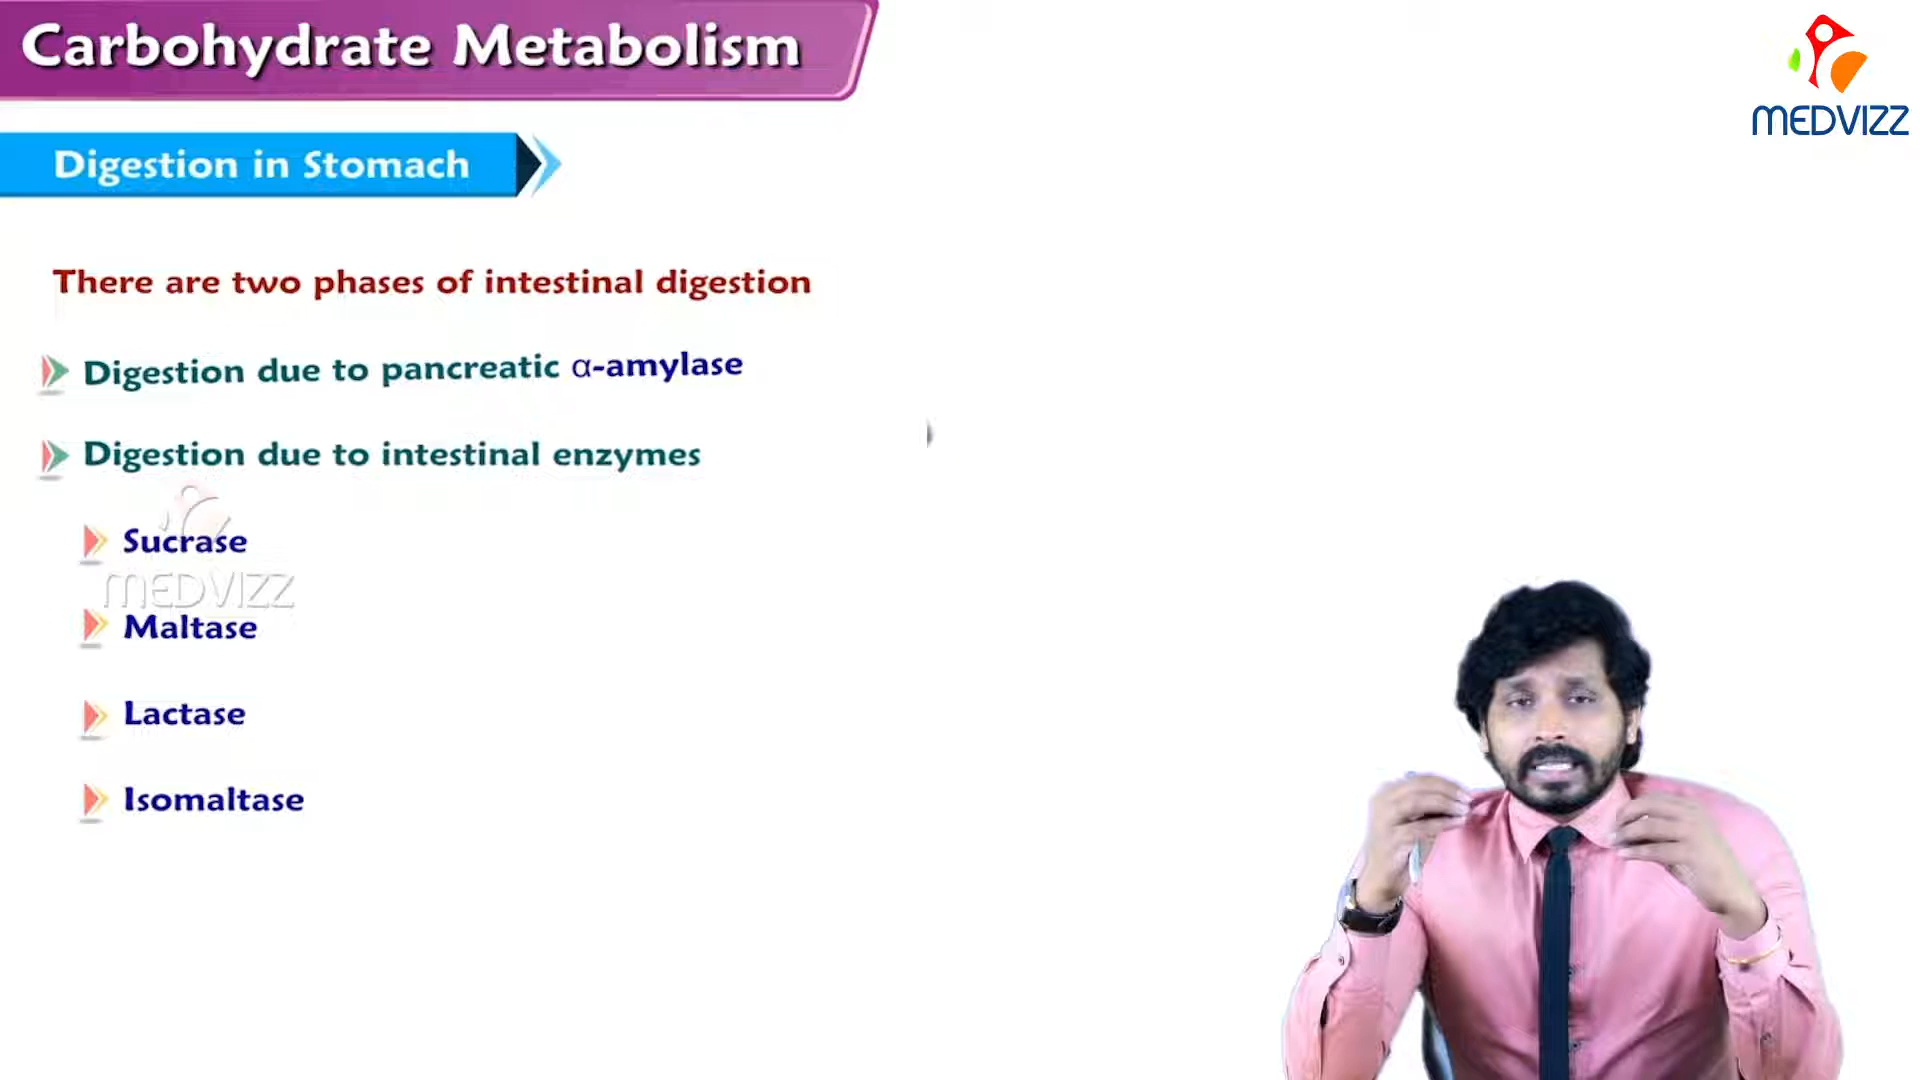 Carbohydrate Metabolism
MEDVIZZ
Digestion in Stomach
There are two phases of intestinal digestion
Digestion due to pancreatic α-amylase
Digestion due to intestinal enzymes
Sucrase
MEDVIZZ
Maltase
Lactase
Isomaltase